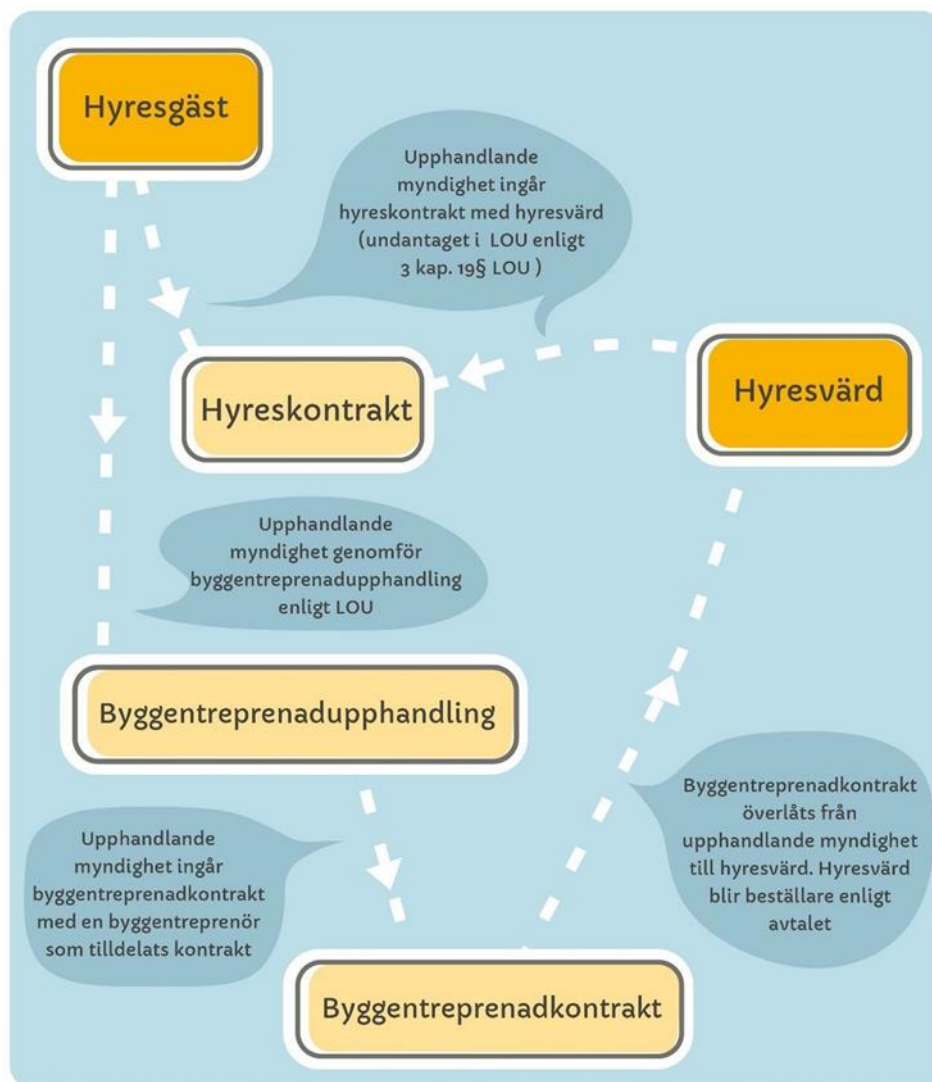 Hyresgäst
Upphandlande
myndighet ingår
hyreskontrakt med hyresvärd
(undantaget i LOU enligt
3 kap. 19§ LOU )
Hyreskontrakt
Hyresvärd
Upphandlande
myndighet genomför
byggentreprenadupphandling
enligt LOU
Byggentreprenadupphandling
Upphandlande
myndighet ingår
byggentreprenadkontrakt
med en byggentreprenör
som tilldelats kontrakt
Byggentreprenadkontrakt
överlåts från
upphandlande myndighet
till hyresvärd. Hyresvärd
blir beställare enligt
avtalet
Byggentreprenadkontrakt